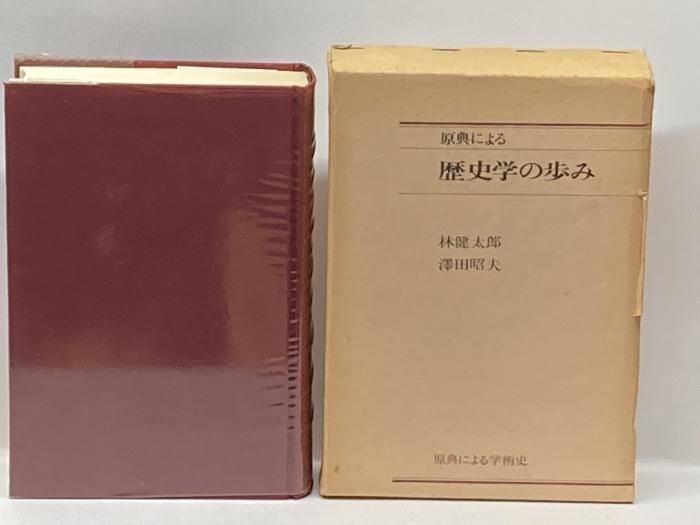 原典による
歴史学の歩み
林健太郎
澤田昭夫
原典による学術史